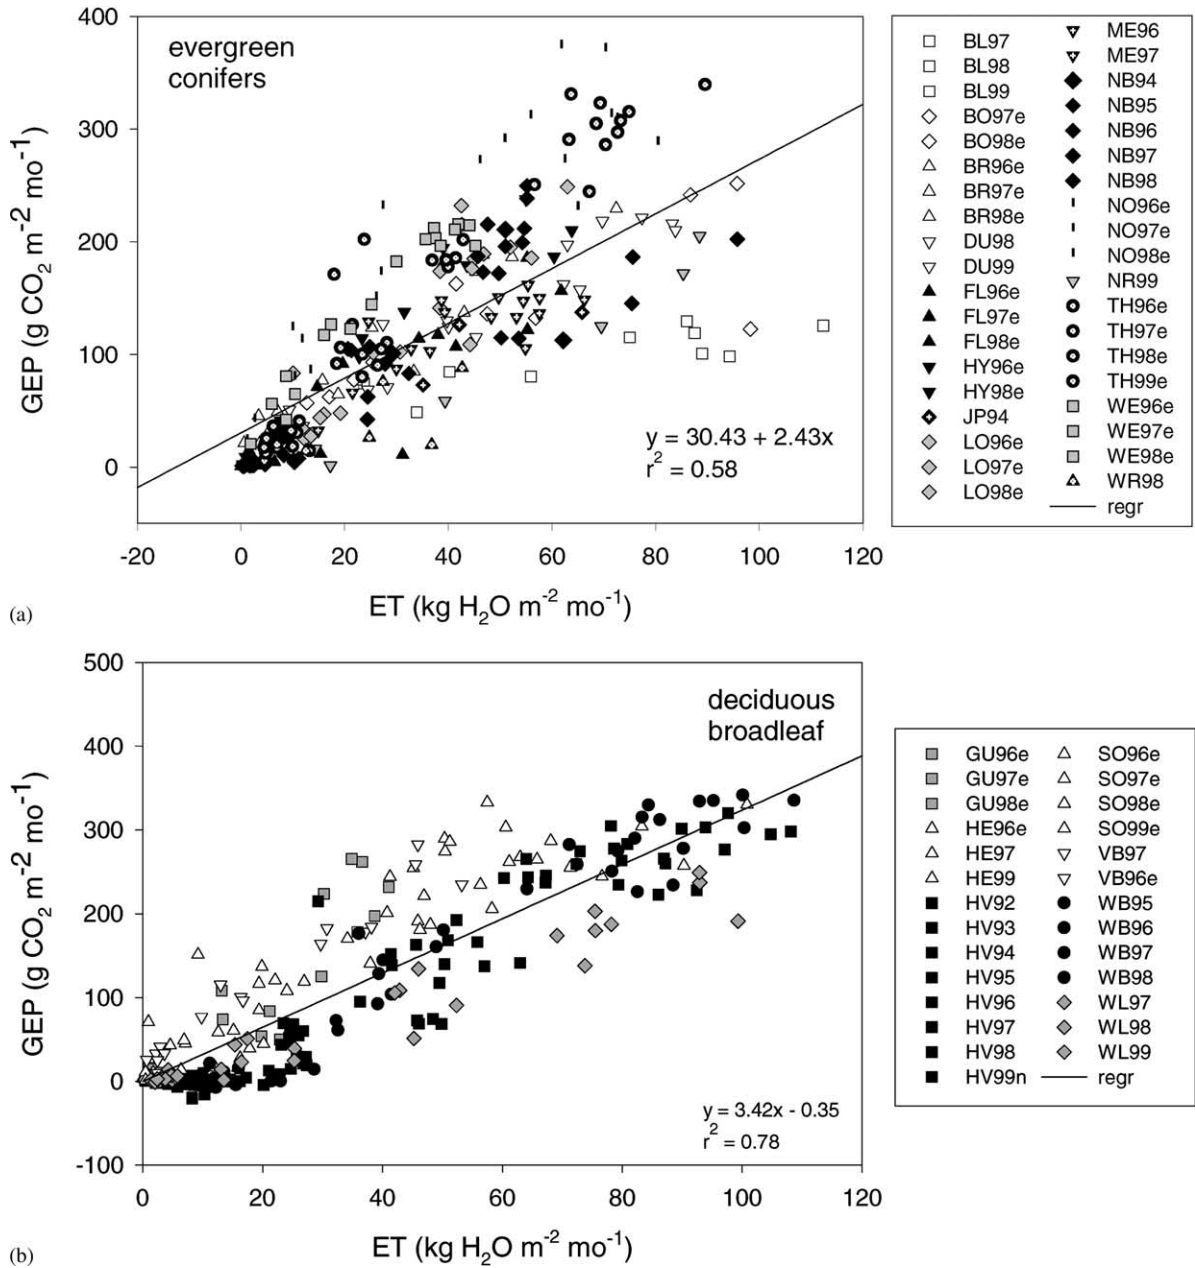 400
300
200
100
0
-20 0 20 40 60 80 100 120
GEP (g CO₂ m⁻² mo⁻¹)
ET (kg H₂O m⁻² mo⁻¹)
evergreen
conifers
y = 30.43 + 2.43x
r² = 0.58
(a)
BL97
BL98
BL99
BO97e
BO98e
BR96e
BR97e
BR98e
DU98
DU99
FL96e
FL97e
FL98e
HY96e
HY98e
JP94
LO96e
LO97e
LO98e
ME96
ME97
NB94
NB95
NB96
NB97
NB98
NO96e
NO97e
NO98e
NR99
TH96e
TH97e
TH98e
TH99e
WE96e
WE97e
WE98e
WR98
regr
500
400
300
200
100
0
-100
0 20 40 60 80 100 120
GEP (g CO₂ m⁻² mo⁻¹)
ET (kg H₂O m⁻² mo⁻¹)
deciduous
broadleaf
y = 3.42x - 0.35
r² = 0.78
(b)
GU96e
GU97e
GU98e
HE96e
HE97
HE99
HV92
HV93
HV94
HV95
HV96
HV97
HV98
HV99n
SO96e
SO97e
SO98e
SO99e
VB97
VB96e
WB95
WB96
WB97
WB98
WL97
WL98
WL99
regr